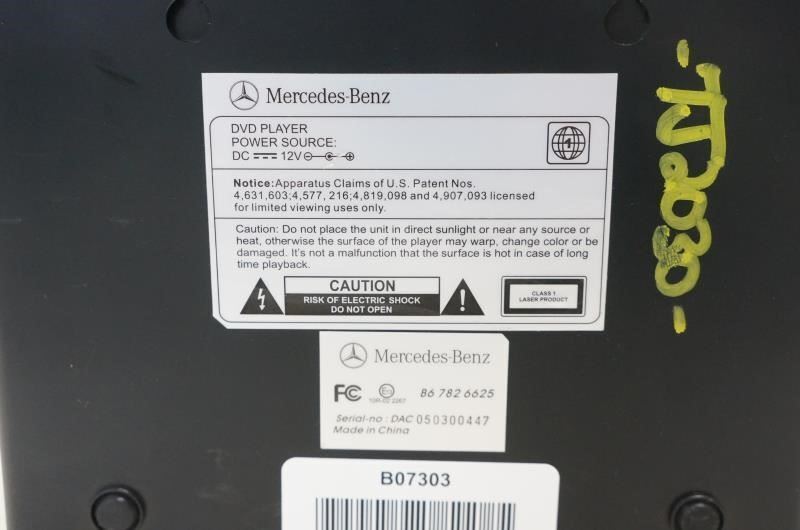 Mercedes-Benz
DVD PLAYER
POWER SOURCE:
DC 12V
1
Notice:Apparatus Claims of U.S. Patent Nos.
4,631,603;4,577, 216;4,819,098 and 4,907,093 licensed
for limited viewing uses only.
Caution: Do not place the unit in direct sunlight or near any source or
heat, otherwise the surface of the player may warp, change color or be
damaged. It's not a malfunction that the surface is hot in case of long
time playback.
CAUTION
RISK OF ELECTRIC SHOCK
DO NOT OPEN
!
CLASS 1
LASER PRODUCT
Mercedes-Benz
FC
10R-02 2267
B6 782 6625
Serial-no : DAC 050300447
Made in China
B07303